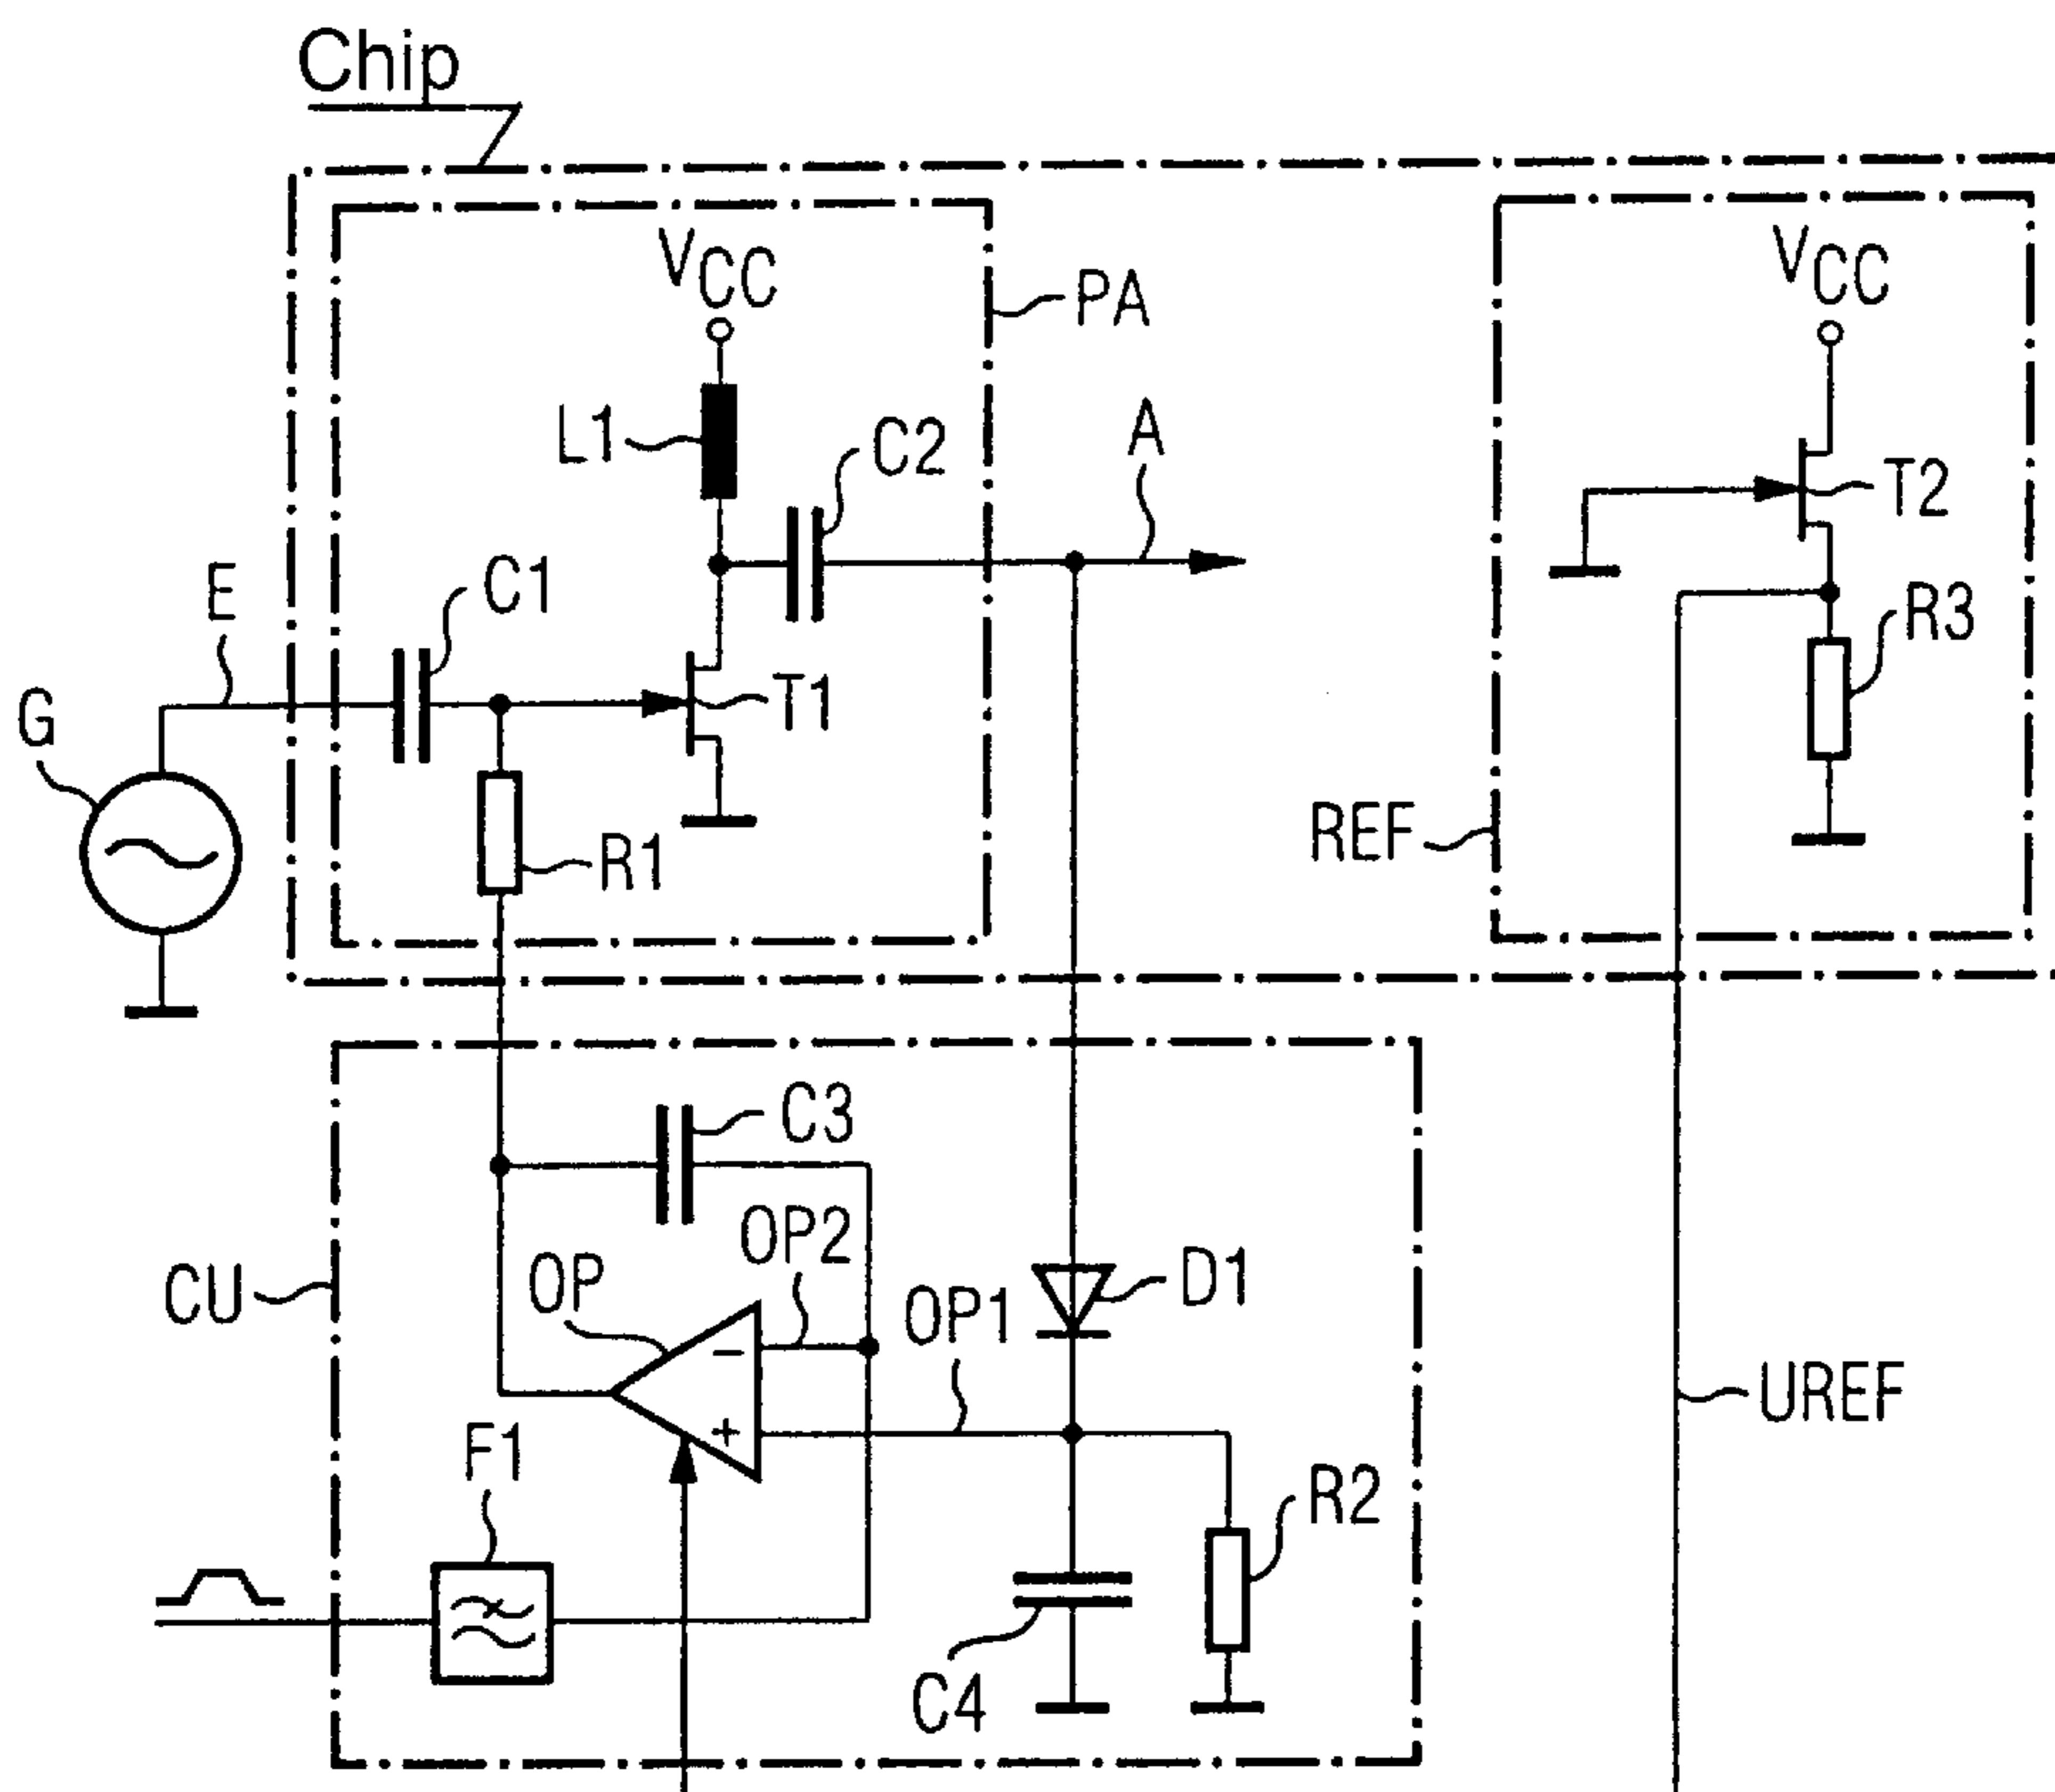 Chip
VCC
VCC
PA
L1
C2
A
T2
E
C1
R3
G
T1
REF
R1
C3
OP2
CU
OP
OP1
D1
UREF
−
+
F1
R2
C4